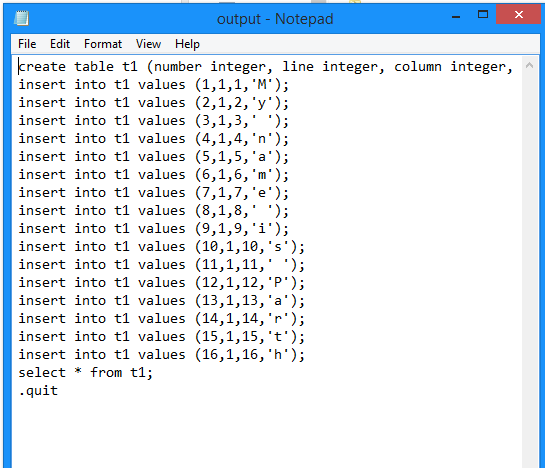 output - Notepad
File Edit Format View Help
create table t1 (number integer, line integer, column integer,
insert into t1 values (1,1,1,'M');
insert into t1 values (2,1,2,'y');
insert into t1 values (3,1,3,' ');
insert into t1 values (4,1,4,'n');
insert into t1 values (5,1,5,'a');
insert into t1 values (6,1,6,'m');
insert into t1 values (7,1,7,'e');
insert into t1 values (8,1,8,' ');
insert into t1 values (9,1,9,'i');
insert into t1 values (10,1,10,'s');
insert into t1 values (11,1,11,' ');
insert into t1 values (12,1,12,'P');
insert into t1 values (13,1,13,'a');
insert into t1 values (14,1,14,'r');
insert into t1 values (15,1,15,'t');
insert into t1 values (16,1,16,'h');
select * from t1;
.quit